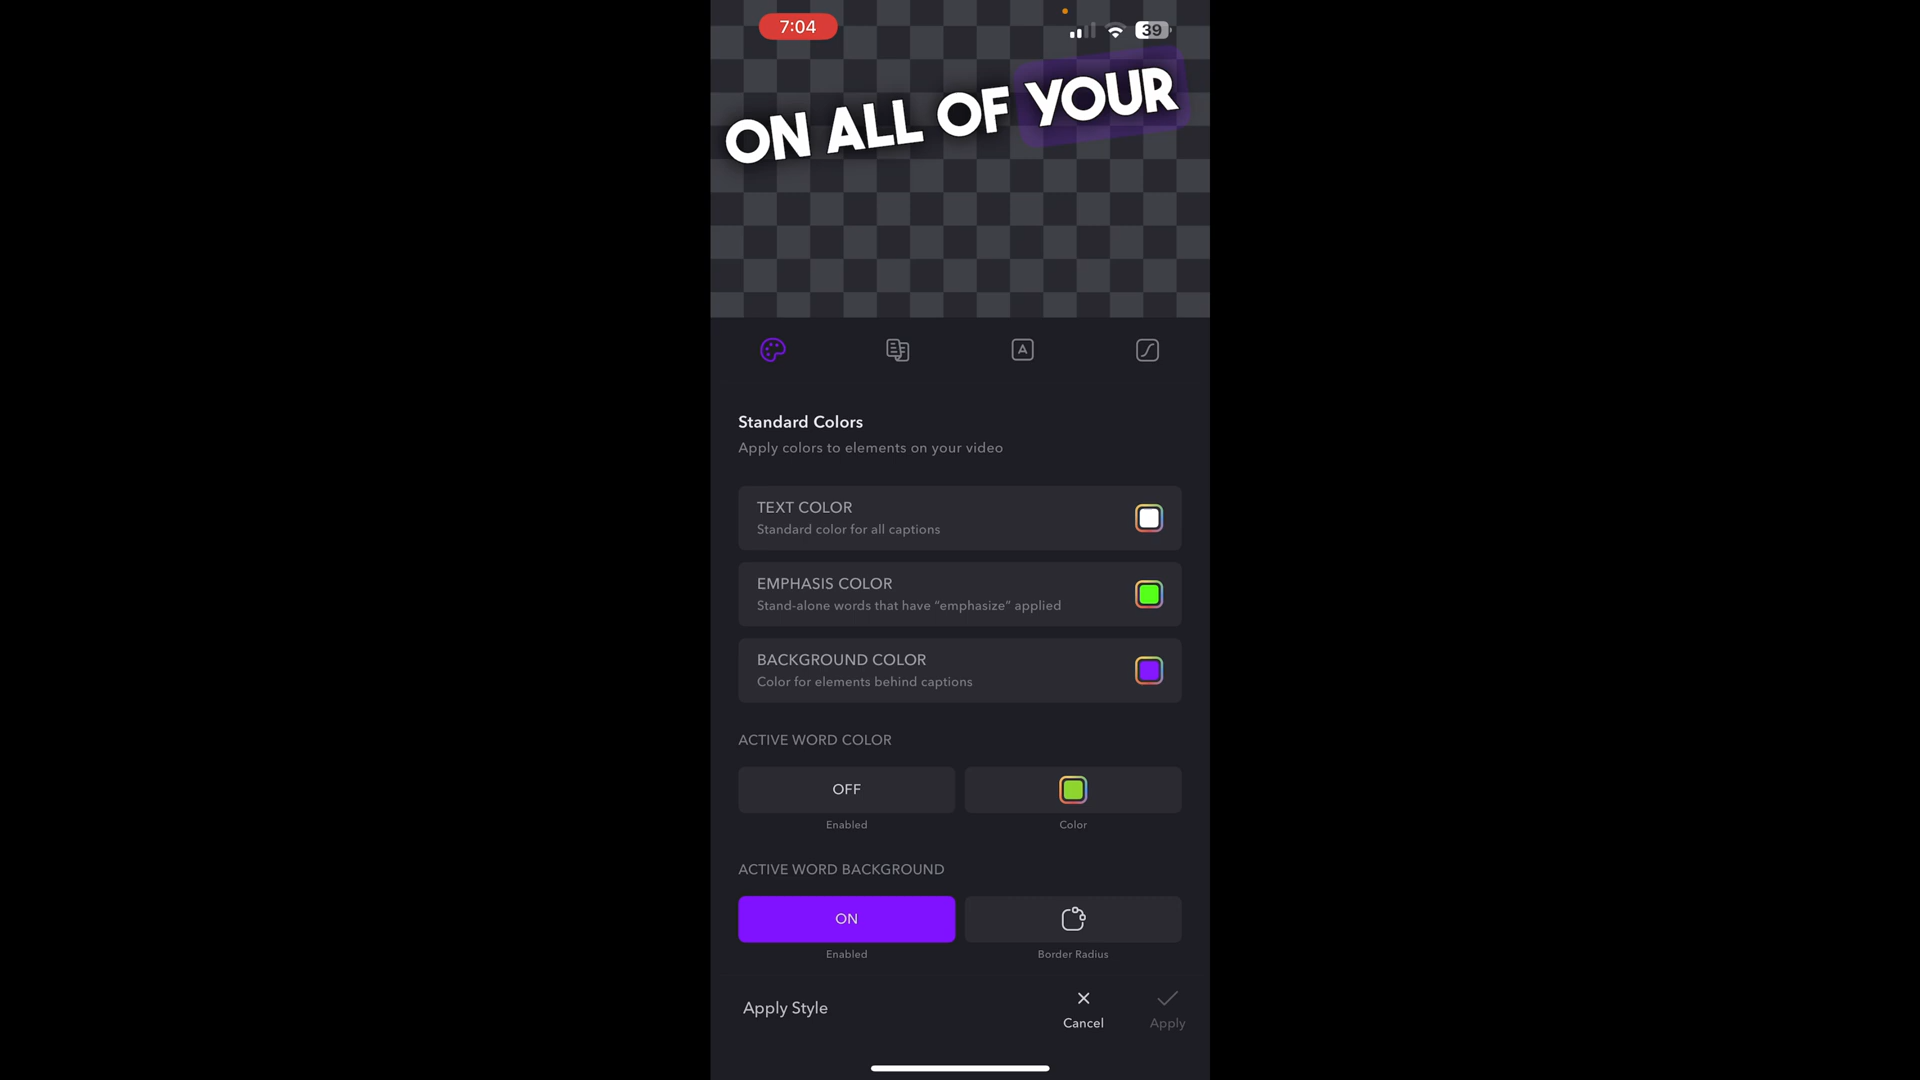 7:04
39
ON ALL OF YOUR
A
Standard Colors
Apply colors to elements on your video
TEXT COLOR
Standard color for all captions
EMPHASIS COLOR
Stand-alone words that have “emphasize” applied
BACKGROUND COLOR
Color for elements behind captions
ACTIVE WORD COLOR
OFF
Enabled
Color
ACTIVE WORD BACKGROUND
ON
Enabled
Border Radius
Apply Style
Cancel
Apply